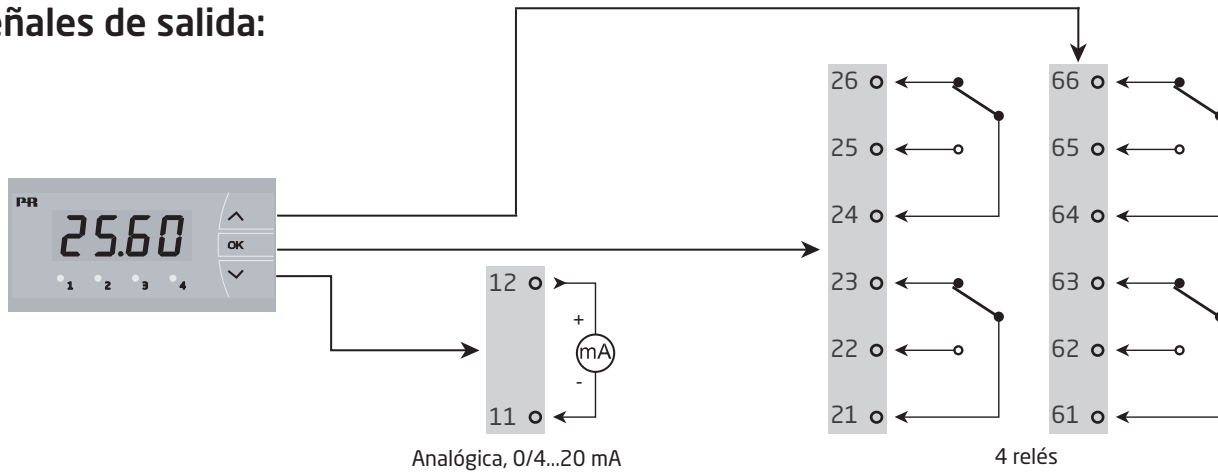 eñales de salida:
PR
25.60
OK
1 2 3 4
12
+
mA
-
11
Analógica, 0/4...20 mA
26
25
24
23
22
21
66
65
64
63
62
61
4 relés